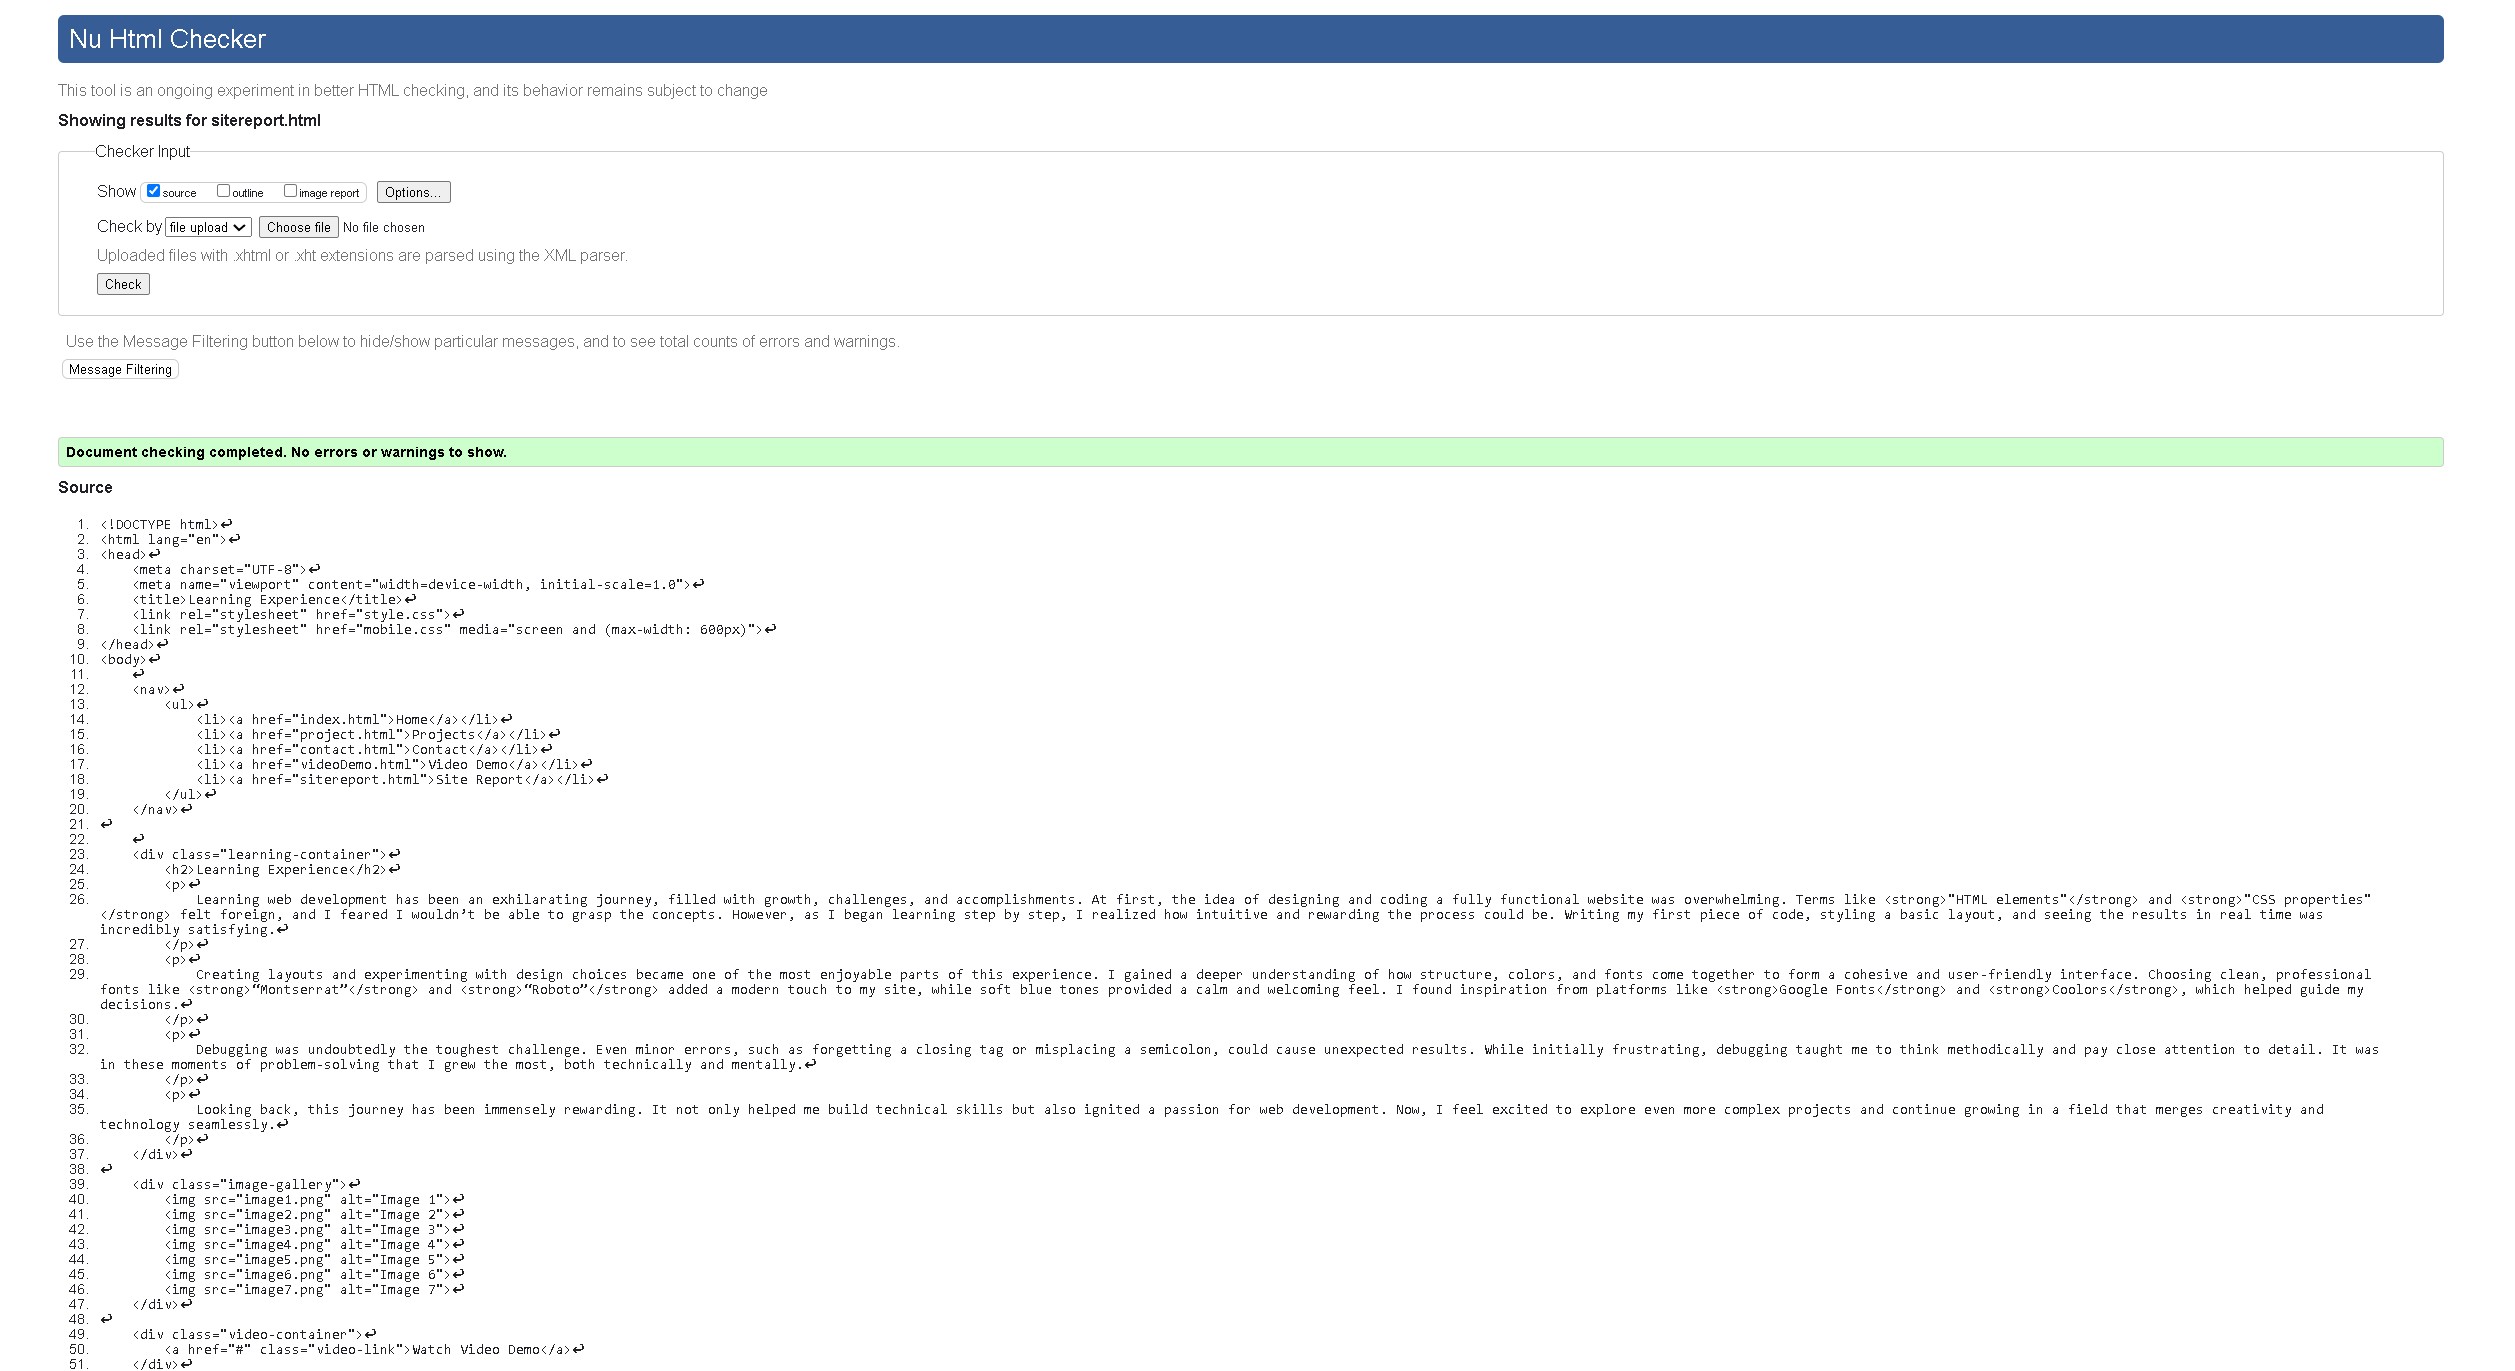 Nu Html Checker
This tool is an ongoing experiment in better HTML checking, and its behavior remains subject to change
Showing results for sitereport.html
Checker Input
Show source outline image report Options...
Check by file upload Choose file No file chosen
Uploaded files with .xhtml or .xht extensions are parsed using the XML parser.
Check
Use the Message Filtering button below to hide/show particular messages, and to see total counts of errors and warnings.
Message Filtering
Document checking completed. No errors or warnings to show.
Source
1. <!DOCTYPE html>↩
2. <html lang="en">↩
3. <head>↩
4.     <meta charset="UTF-8">↩
5.     <meta name="viewport" content="width=device-width, initial-scale=1.0">↩
6.     <title>Learning Experience</title>↩
7.     <link rel="stylesheet" href="style.css">↩
8.     <link rel="stylesheet" href="mobile.css" media="screen and (max-width: 600px)">↩
9. </head>↩
10. <body>↩
11.     ↩
12.     <nav>↩
13.         <ul>↩
14.             <li><a href="index.html">Home</a></li>↩
15.             <li><a href="project.html">Projects</a></li>↩
16.             <li><a href="contact.html">Contact</a></li>↩
17.             <li><a href="videoDemo.html">Video Demo</a></li>↩
18.             <li><a href="sitereport.html">Site Report</a></li>↩
19.         </ul>↩
20.     </nav>↩
21. ↩
22.     ↩
23.     <div class="learning-container">↩
24.         <h2>Learning Experience</h2>↩
25.         <p>↩
26.             Learning web development has been an exhilarating journey, filled with growth, challenges, and accomplishments. At first, the idea of designing and coding a fully functional website was overwhelming. Terms like <strong>"HTML elements"</strong> and <strong>"CSS properties"
</strong> felt foreign, and I feared I wouldn’t be able to grasp the concepts. However, as I began learning step by step, I realized how intuitive and rewarding the process could be. Writing my first piece of code, styling a basic layout, and seeing the results in real time was
incredibly satisfying.↩
27.         </p>↩
28.         <p>↩
29.             Creating layouts and experimenting with design choices became one of the most enjoyable parts of this experience. I gained a deeper understanding of how structure, colors, and fonts come together to form a cohesive and user-friendly interface. Choosing clean, professional
fonts like <strong>“Montserrat”</strong> and <strong>“Roboto”</strong> added a modern touch to my site, while soft blue tones provided a calm and welcoming feel. I found inspiration from platforms like <strong>Google Fonts</strong> and <strong>Coolors</strong>, which helped guide my
decisions.↩
30.         </p>↩
31.         <p>↩
32.             Debugging was undoubtedly the toughest challenge. Even minor errors, such as forgetting a closing tag or misplacing a semicolon, could cause unexpected results. While initially frustrating, debugging taught me to think methodically and pay close attention to detail. It was
in these moments of problem-solving that I grew the most, both technically and mentally.↩
33.         </p>↩
34.         <p>↩
35.             Looking back, this journey has been immensely rewarding. It not only helped me build technical skills but also ignited a passion for web development. Now, I feel excited to explore even more complex projects and continue growing in a field that merges creativity and
technology seamlessly.↩
36.         </p>↩
37.     </div>↩
38. ↩
39.     <div class="image-gallery">↩
40.         <img src="image1.png" alt="Image 1">↩
41.         <img src="image2.png" alt="Image 2">↩
42.         <img src="image3.png" alt="Image 3">↩
43.         <img src="image4.png" alt="Image 4">↩
44.         <img src="image5.png" alt="Image 5">↩
45.         <img src="image6.png" alt="Image 6">↩
46.         <img src="image7.png" alt="Image 7">↩
47.     </div>↩
48. ↩
49.     <div class="video-container">↩
50.         <a href="#" class="video-link">Watch Video Demo</a>↩
51.     </div>↩